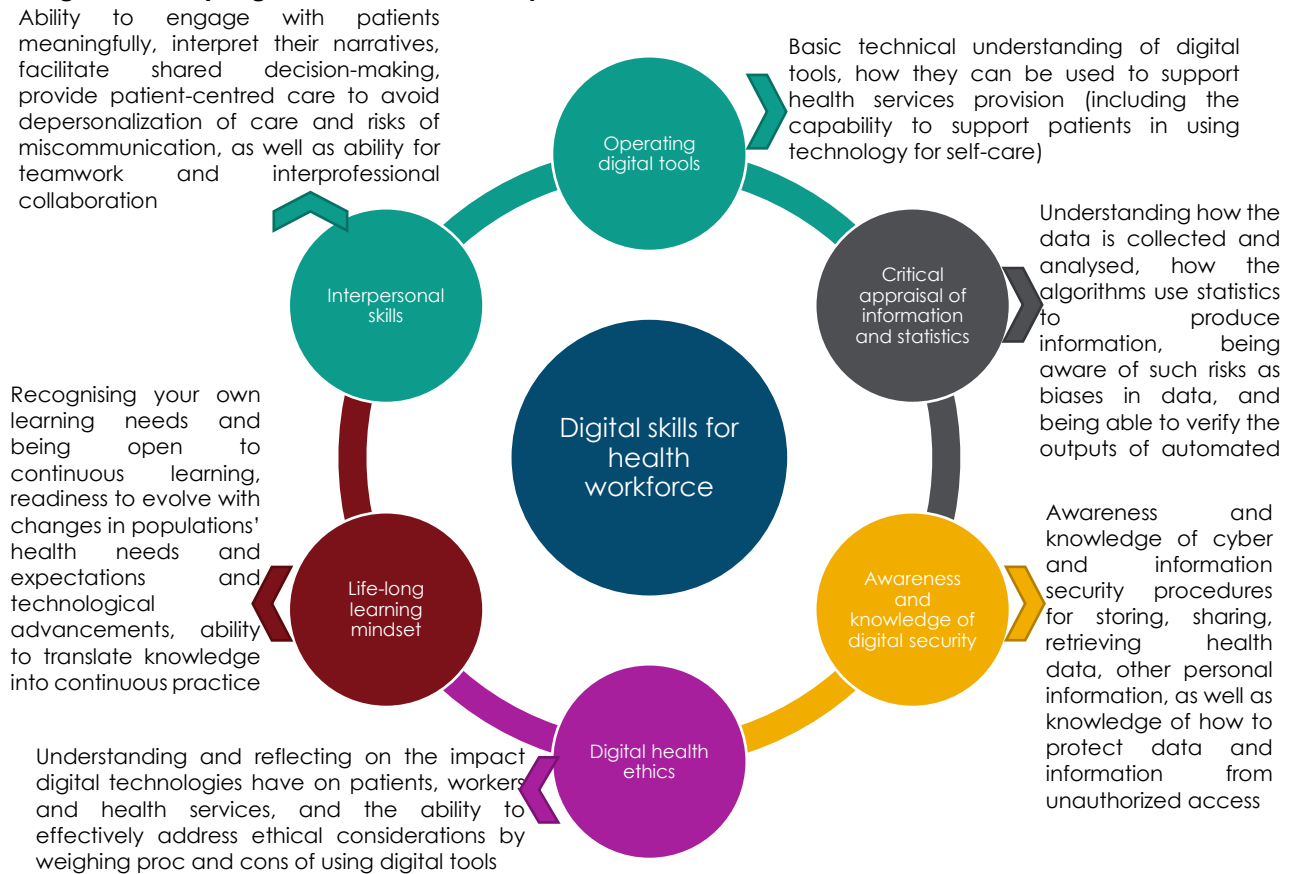 Ability to engage with patients
meaningfully, interpret their narratives,
facilitate shared decision-making,
provide patient-centred care to avoid
depersonalization of care and risks of
miscommunication, as well as ability for
teamwork and interprofessional
collaboration
Basic technical understanding of digital
tools, how they can be used to support
health services provision (including the
capability to support patients in using
technology for self-care)
Operating
digital tools
Understanding how the
data is collected and
analysed, how the
algorithms use statistics
to produce
information, being
aware of such risks as
biases in data, and
being able to verify the
outputs of automated
Critical
appraisal of
information
and statistics
Interpersonal
skills
Digital skills for
health
workforce
Recognising your own
learning needs and
being open to
continuous learning,
readiness to evolve with
changes in populations’
health needs and
expectations and
technological
advancements, ability
to translate knowledge
into continuous practice
Life-long
learning
mindset
Awareness
and
knowledge of
digital security
Awareness and
knowledge of cyber
and information
security procedures
for storing, sharing,
retrieving health
data, other personal
information, as well as
knowledge of how to
protect data and
information from
unauthorized access
Digital health
ethics
Understanding and reflecting on the impact
digital technologies have on patients, workers
and health services, and the ability to
effectively address ethical considerations by
weighing proc and cons of using digital tools